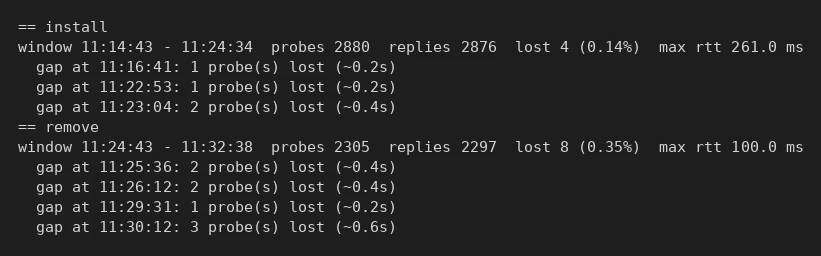 == install
window 11:14:43 - 11:24:34  probes 2880  replies 2876  lost 4 (0.14%)  max rtt 261.0 ms
  gap at 11:16:41: 1 probe(s) lost (~0.2s)
  gap at 11:22:53: 1 probe(s) lost (~0.2s)
  gap at 11:23:04: 2 probe(s) lost (~0.4s)
== remove
window 11:24:43 - 11:32:38  probes 2305  replies 2297  lost 8 (0.35%)  max rtt 100.0 ms
  gap at 11:25:36: 2 probe(s) lost (~0.4s)
  gap at 11:26:12: 2 probe(s) lost (~0.4s)
  gap at 11:29:31: 1 probe(s) lost (~0.2s)
  gap at 11:30:12: 3 probe(s) lost (~0.6s)